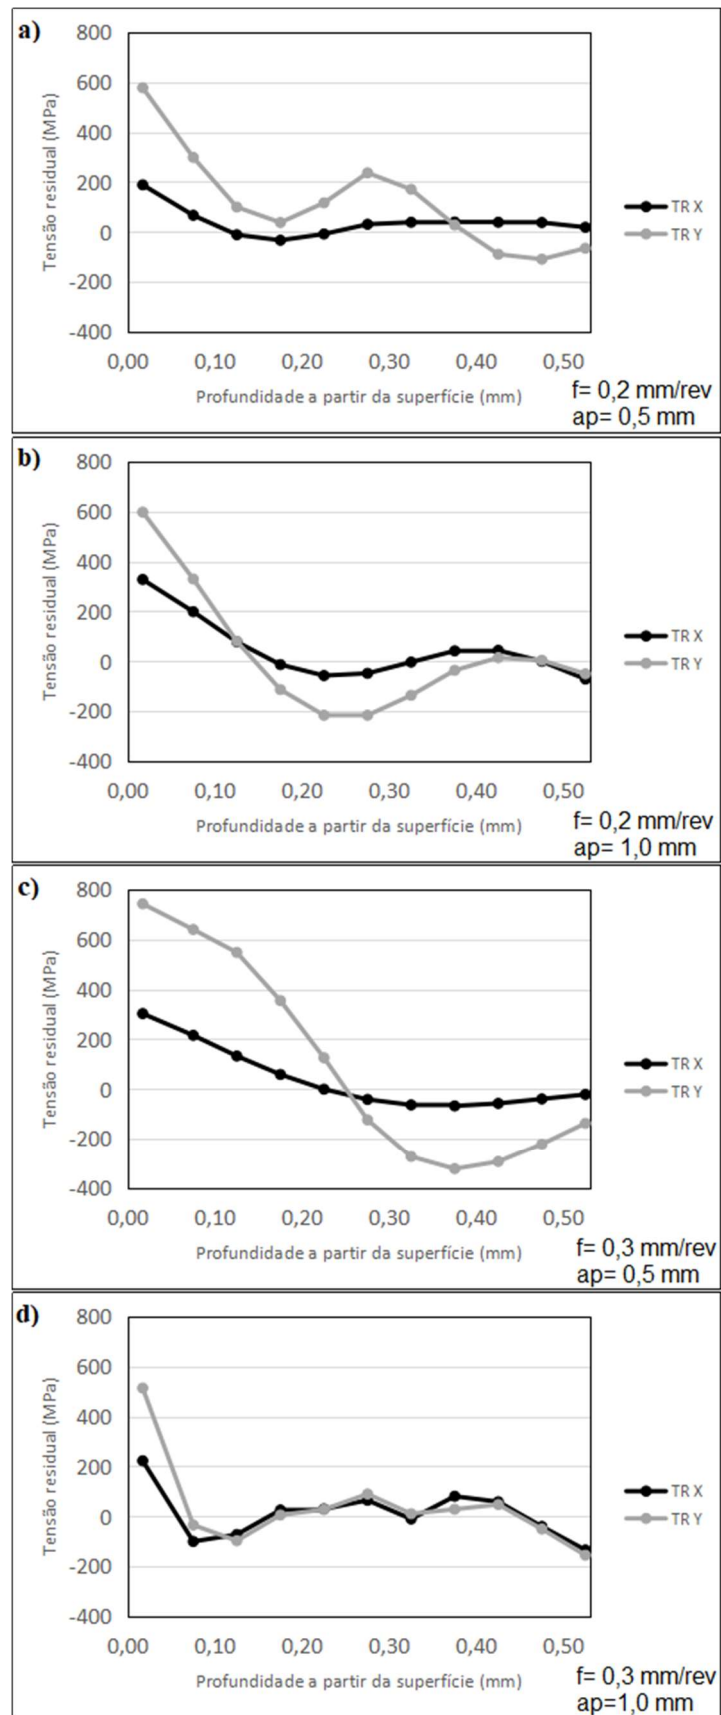 a)
800
600
400
200
0
-200
-400
Tensão residual (MPa)
0,00 0,10 0,20 0,30 0,40 0,50
Profundidade a partir da superfície (mm)
TR X
TR Y
f= 0,2 mm/rev
ap= 0,5 mm
b)
800
600
400
200
0
-200
-400
Tensão residual (MPa)
0,00 0,10 0,20 0,30 0,40 0,50
Profundidade a partir da superfície (mm)
TR X
TR Y
f= 0,2 mm/rev
ap= 1,0 mm
c)
800
600
400
200
0
-200
-400
Tensão residual (MPa)
0,00 0,10 0,20 0,30 0,40 0,50
Profundidade a partir da superfície (mm)
TR X
TR Y
f= 0,3 mm/rev
ap= 0,5 mm
d)
800
600
400
200
0
-200
-400
Tensão residual (MPa)
0,00 0,10 0,20 0,30 0,40 0,50
Profundidade a partir da superfície (mm)
TR X
TR Y
f= 0,3 mm/rev
ap=1,0 mm